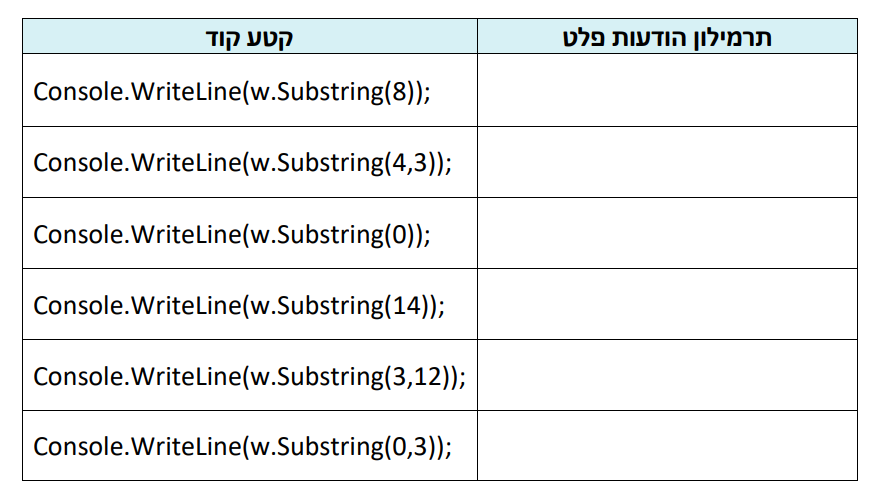 קטע קוד
תרמילון הודעות פלט
Console.WriteLine(w.Substring(8));
Console.WriteLine(w.Substring(4,3));
Console.WriteLine(w.Substring(0));
Console.WriteLine(w.Substring(14));
Console.WriteLine(w.Substring(3,12));
Console.WriteLine(w.Substring(0,3));